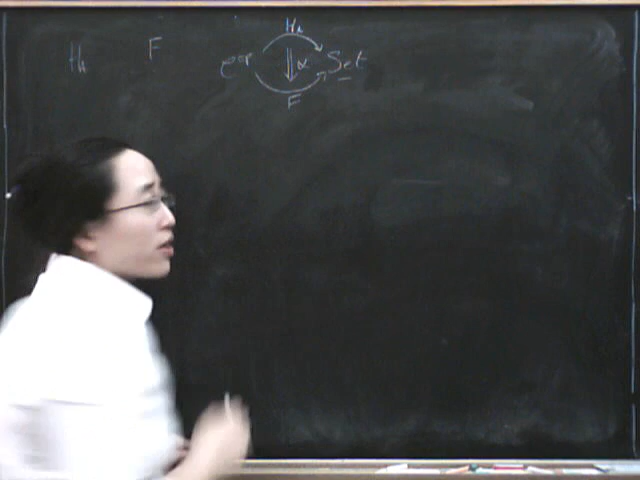 H_A F
H_A
C^op ⇓ α Set
F